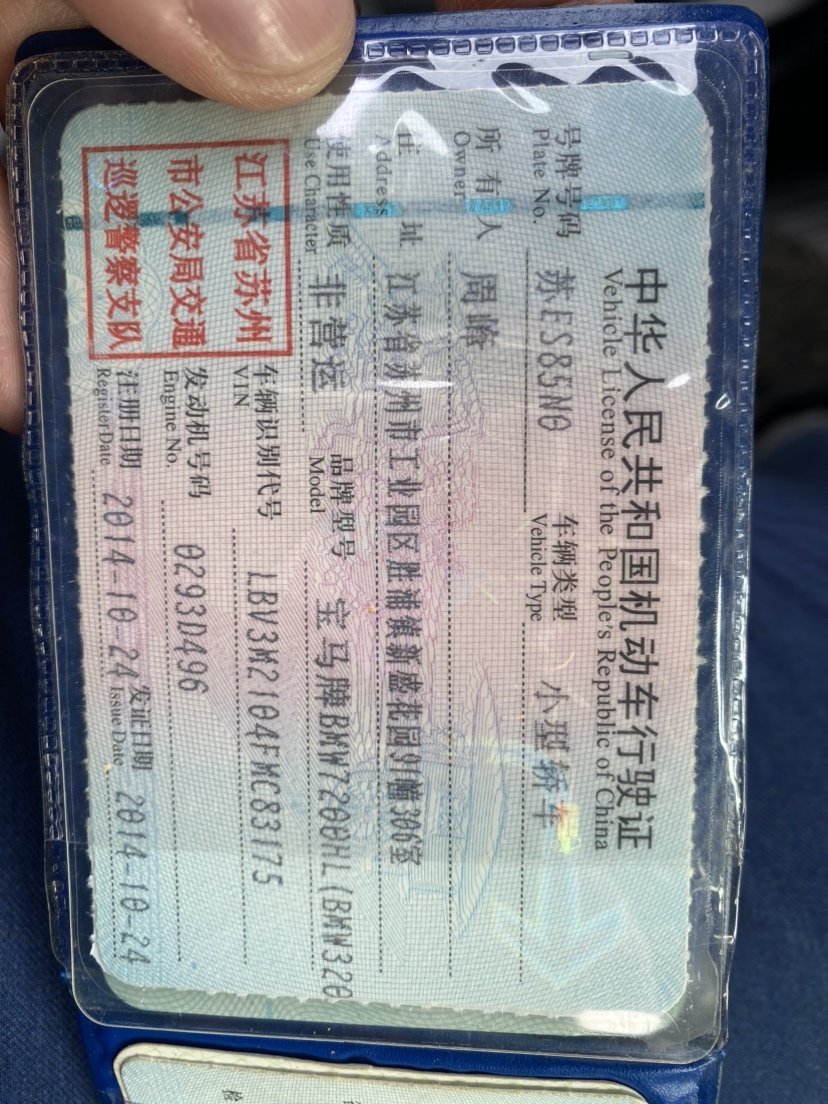 中华人民共和国机动车行驶证
Vehicle License of the People's Republic of China
号牌号码 苏ES85N0 车辆类型 小型轿车
Plate No. Vehicle Type
所有人 周峰
Owner
住址 江苏省苏州市工业园区胜浦镇新盛花园91幢306室
Address
使用性质 非营运 品牌型号 宝马牌BMW7200HL(BMW320
Use Character Model
江苏省苏州
市公安局交通
巡逻警察支队
车辆识别代号 LBV3M2104FMC83175
VIN
发动机号码 0293D496
Engine No.
注册日期 2014-10-24 发证日期 2014-10-24
Register Date Issue Date